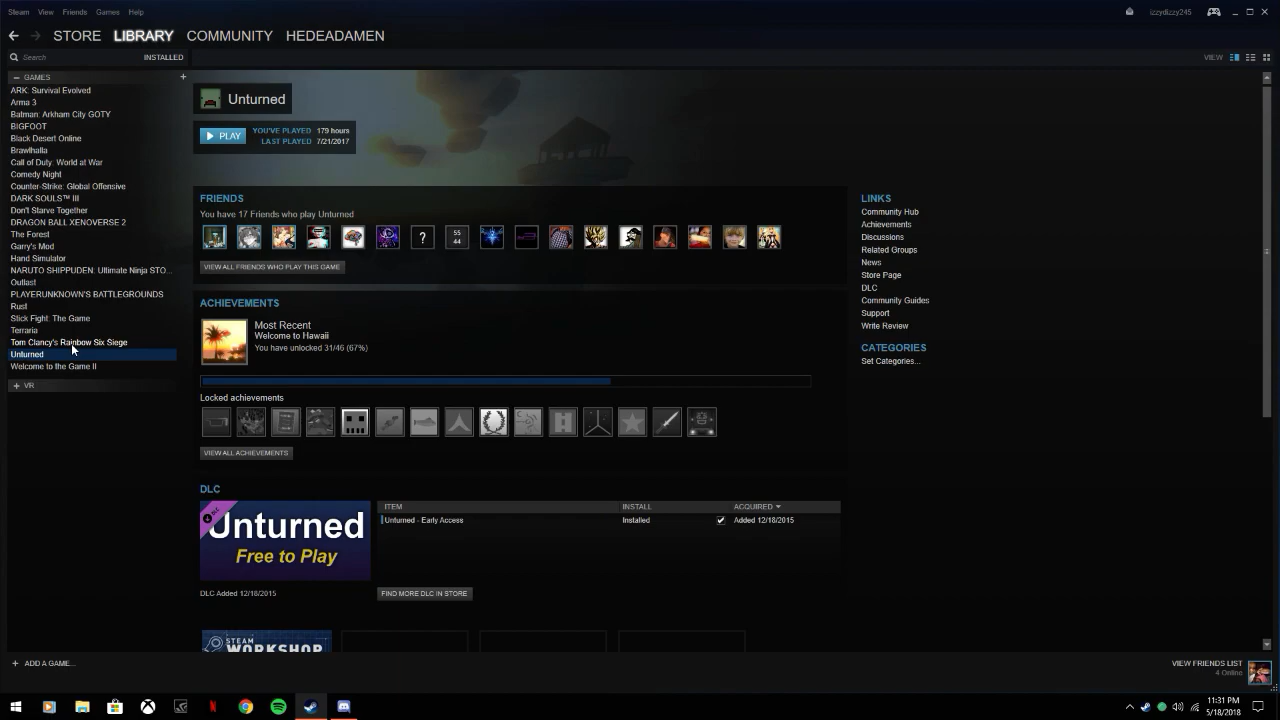 Steam View Friends Games Help
izzydizzy245
STORE LIBRARY COMMUNITY HEDEADAMEN
Search INSTALLED
VIEW
— GAMES +
ARK: Survival Evolved
Arma 3
Batman: Arkham City GOTY
BIGFOOT
Black Desert Online
Brawlhalla
Call of Duty: World at War
Comedy Night
Counter-Strike: Global Offensive
DARK SOULS™ III
Don't Starve Together
DRAGON BALL XENOVERSE 2
The Forest
Garry's Mod
Hand Simulator
NARUTO SHIPPUDEN: Ultimate Ninja STO...
Outlast
PLAYERUNKNOWN'S BATTLEGROUNDS
Rust
Stick Fight: The Game
Terraria
Tom Clancy's Rainbow Six Siege
Unturned
Welcome to the Game II
+ VR
Unturned
PLAY
YOU'VE PLAYED 179 hours
LAST PLAYED 7/21/2017
FRIENDS
You have 17 Friends who play Unturned
?
55
44
VIEW ALL FRIENDS WHO PLAY THIS GAME
ACHIEVEMENTS
Most Recent
Welcome to Hawaii
You have unlocked 31/46 (67%)
Locked achievements
VIEW ALL ACHIEVEMENTS
DLC
Unturned
Free to Play
DLC Added 12/18/2015
ITEM INSTALL ACQUIRED
Unturned - Early Access Installed Added 12/18/2015
FIND MORE DLC IN STORE
STEAM
WORKSHOP
LINKS
Community Hub
Achievements
Discussions
Related Groups
News
Store Page
DLC
Community Guides
Support
Write Review
CATEGORIES
Set Categories...
+ ADD A GAME...
VIEW FRIENDS LIST
4 Online
11:31 PM
5/18/2018